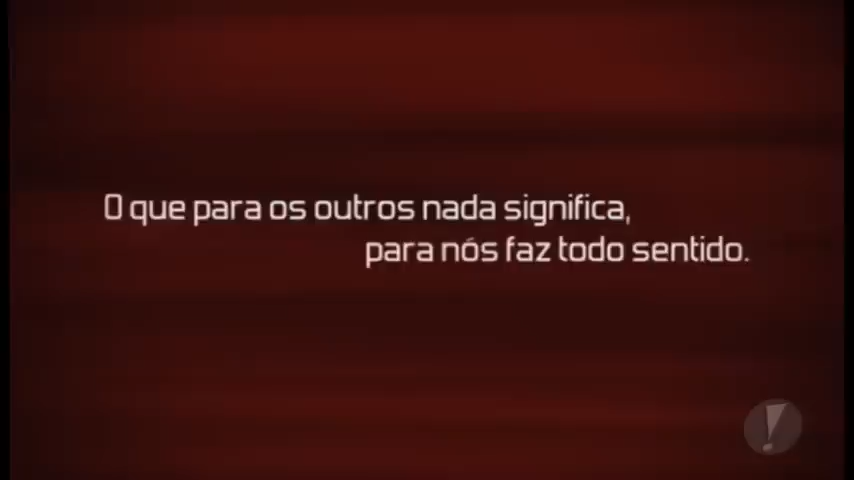 O que para os outros nada significa,
para nós faz todo sentido.